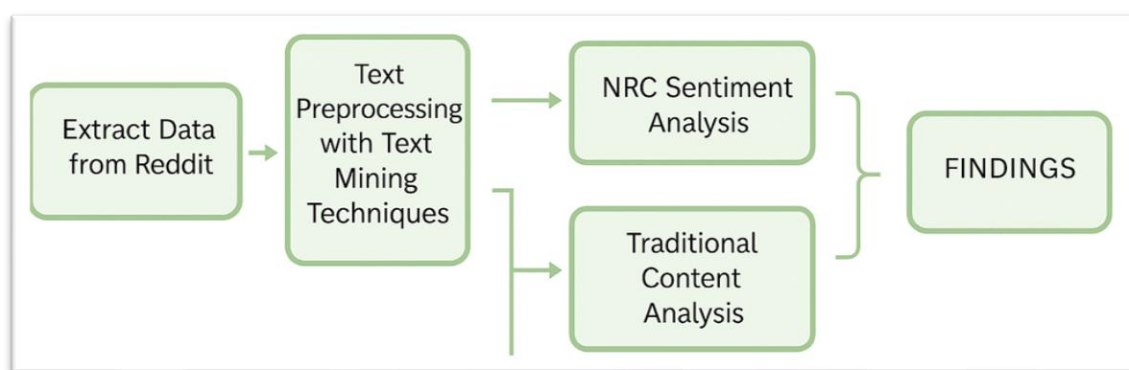 Extract Data
from Reddit
Text
Preprocessing
with Text
Mining
Techniques
NRC Sentiment
Analysis
Traditional
Content
Analysis
FINDINGS